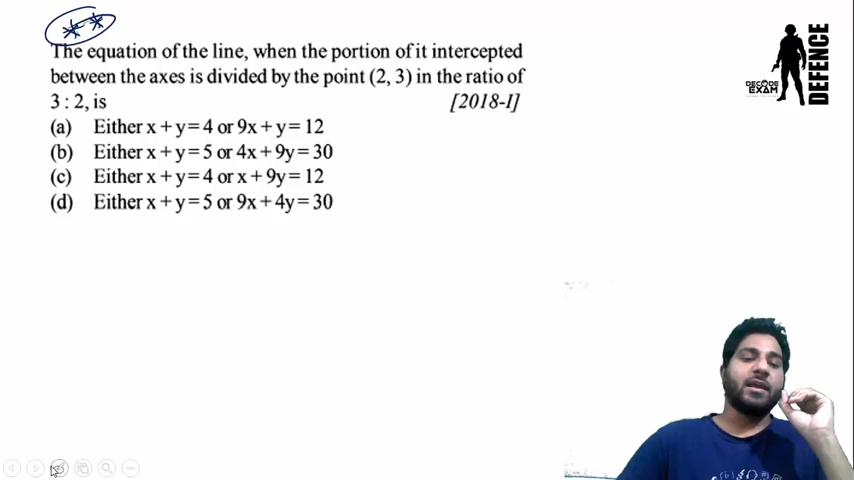 The equation of the line, when the portion of it intercepted
between the axes is divided by the point (2, 3) in the ratio of
3 : 2, is [2018-I]
(a) Either x + y = 4 or 9x + y = 12
(b) Either x + y = 5 or 4x + 9y = 30
(c) Either x + y = 4 or x + 9y = 12
(d) Either x + y = 5 or 9x + 4y = 30
DECODE
EXAM
DEFENCE